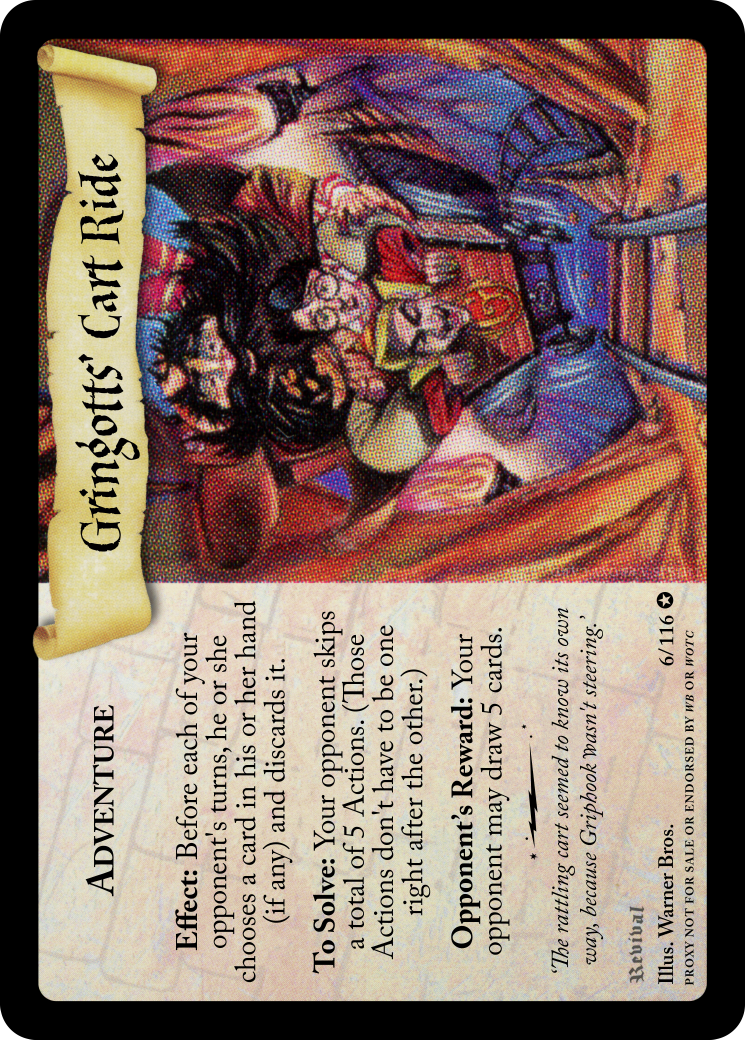 Gringotts' Cart Ride
ADVENTURE
Effect: Before each of your
opponent's turns, he or she
chooses a card in his or her hand
(if any) and discards it.
To Solve: Your opponent skips
a total of 5 Actions. (Those
Actions don't have to be one
right after the other.)
Opponent's Reward: Your
opponent may draw 5 cards.
'The rattling cart seemed to know its own
way, because Griphook wasn't steering.'
Revival
Illus. Warner Bros. 6/116
PROXY NOT FOR SALE OR ENDORSED BY WB OR WOTC